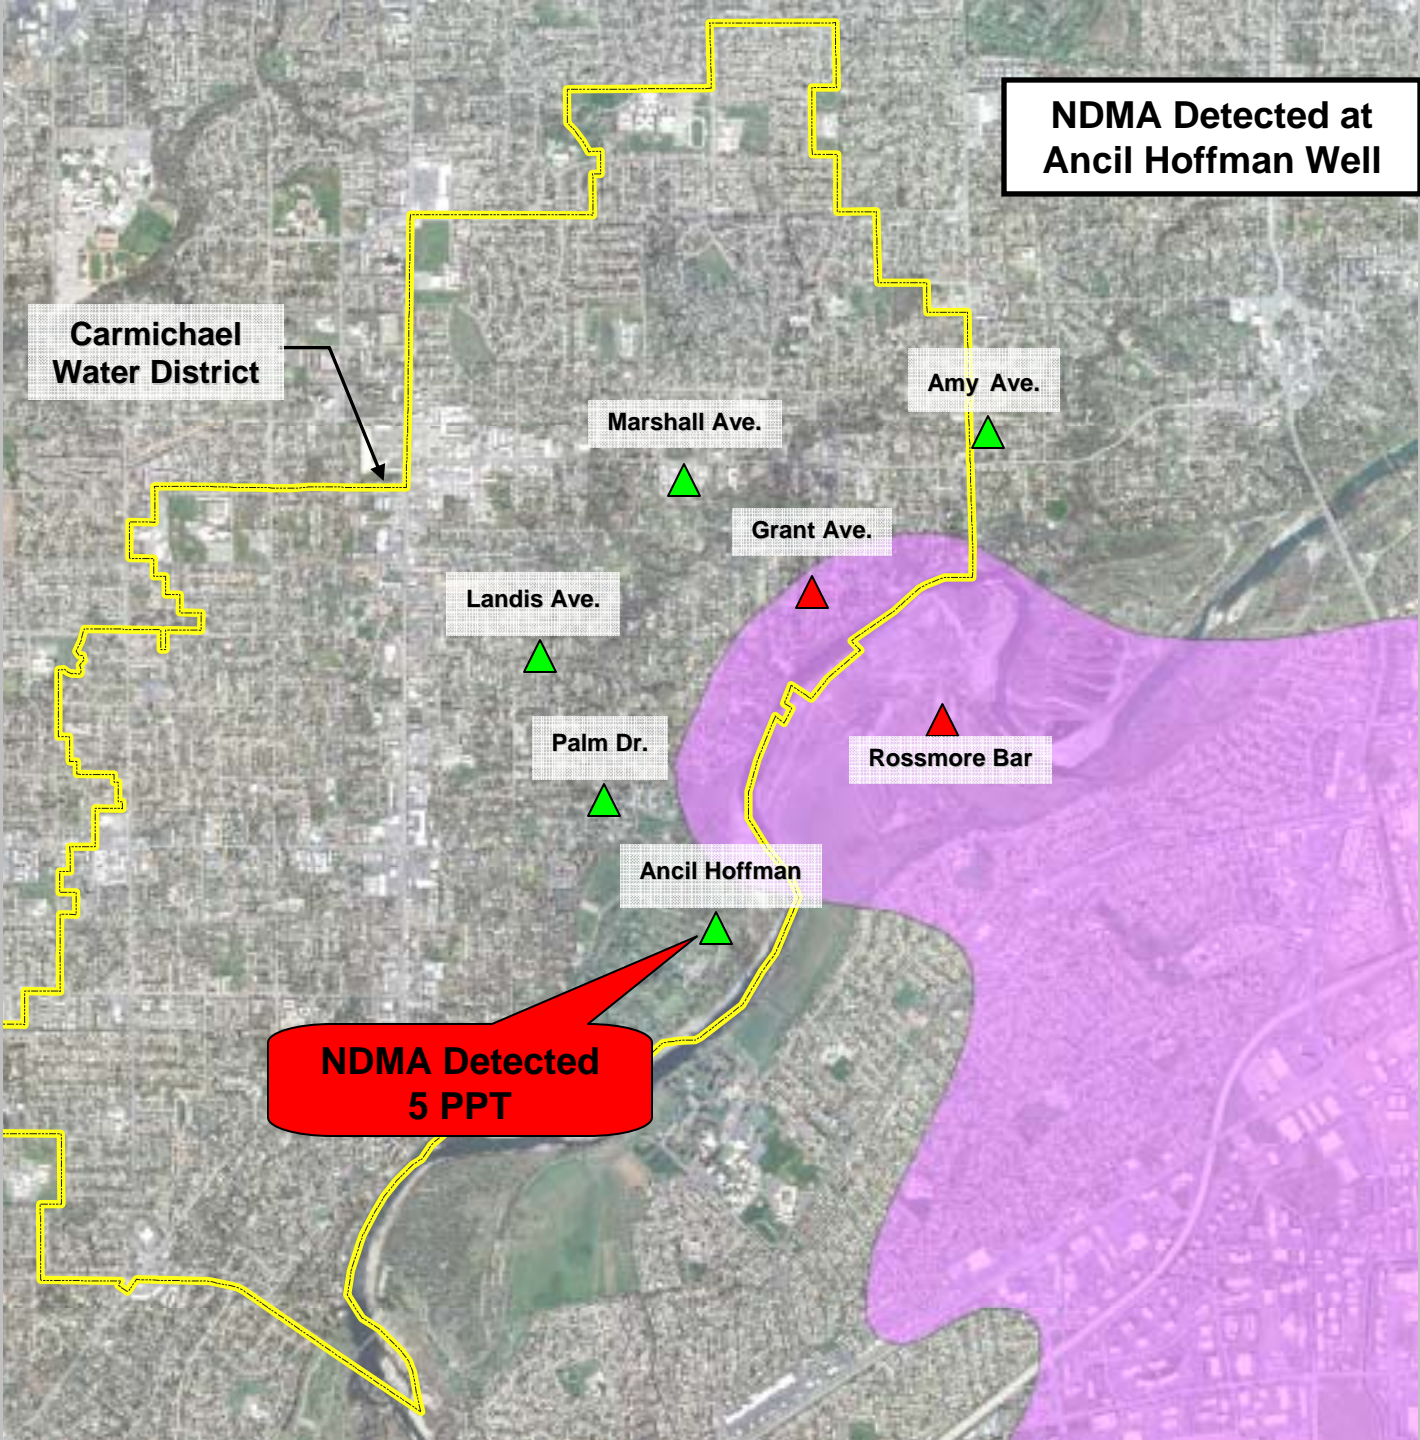 NDMA Detected at
Ancil Hoffman Well
Carmichael
Water District
Amy Ave.
Marshall Ave.
Grant Ave.
Landis Ave.
Palm Dr.
Rossmore Bar
Ancil Hoffman
NDMA Detected
5 PPT